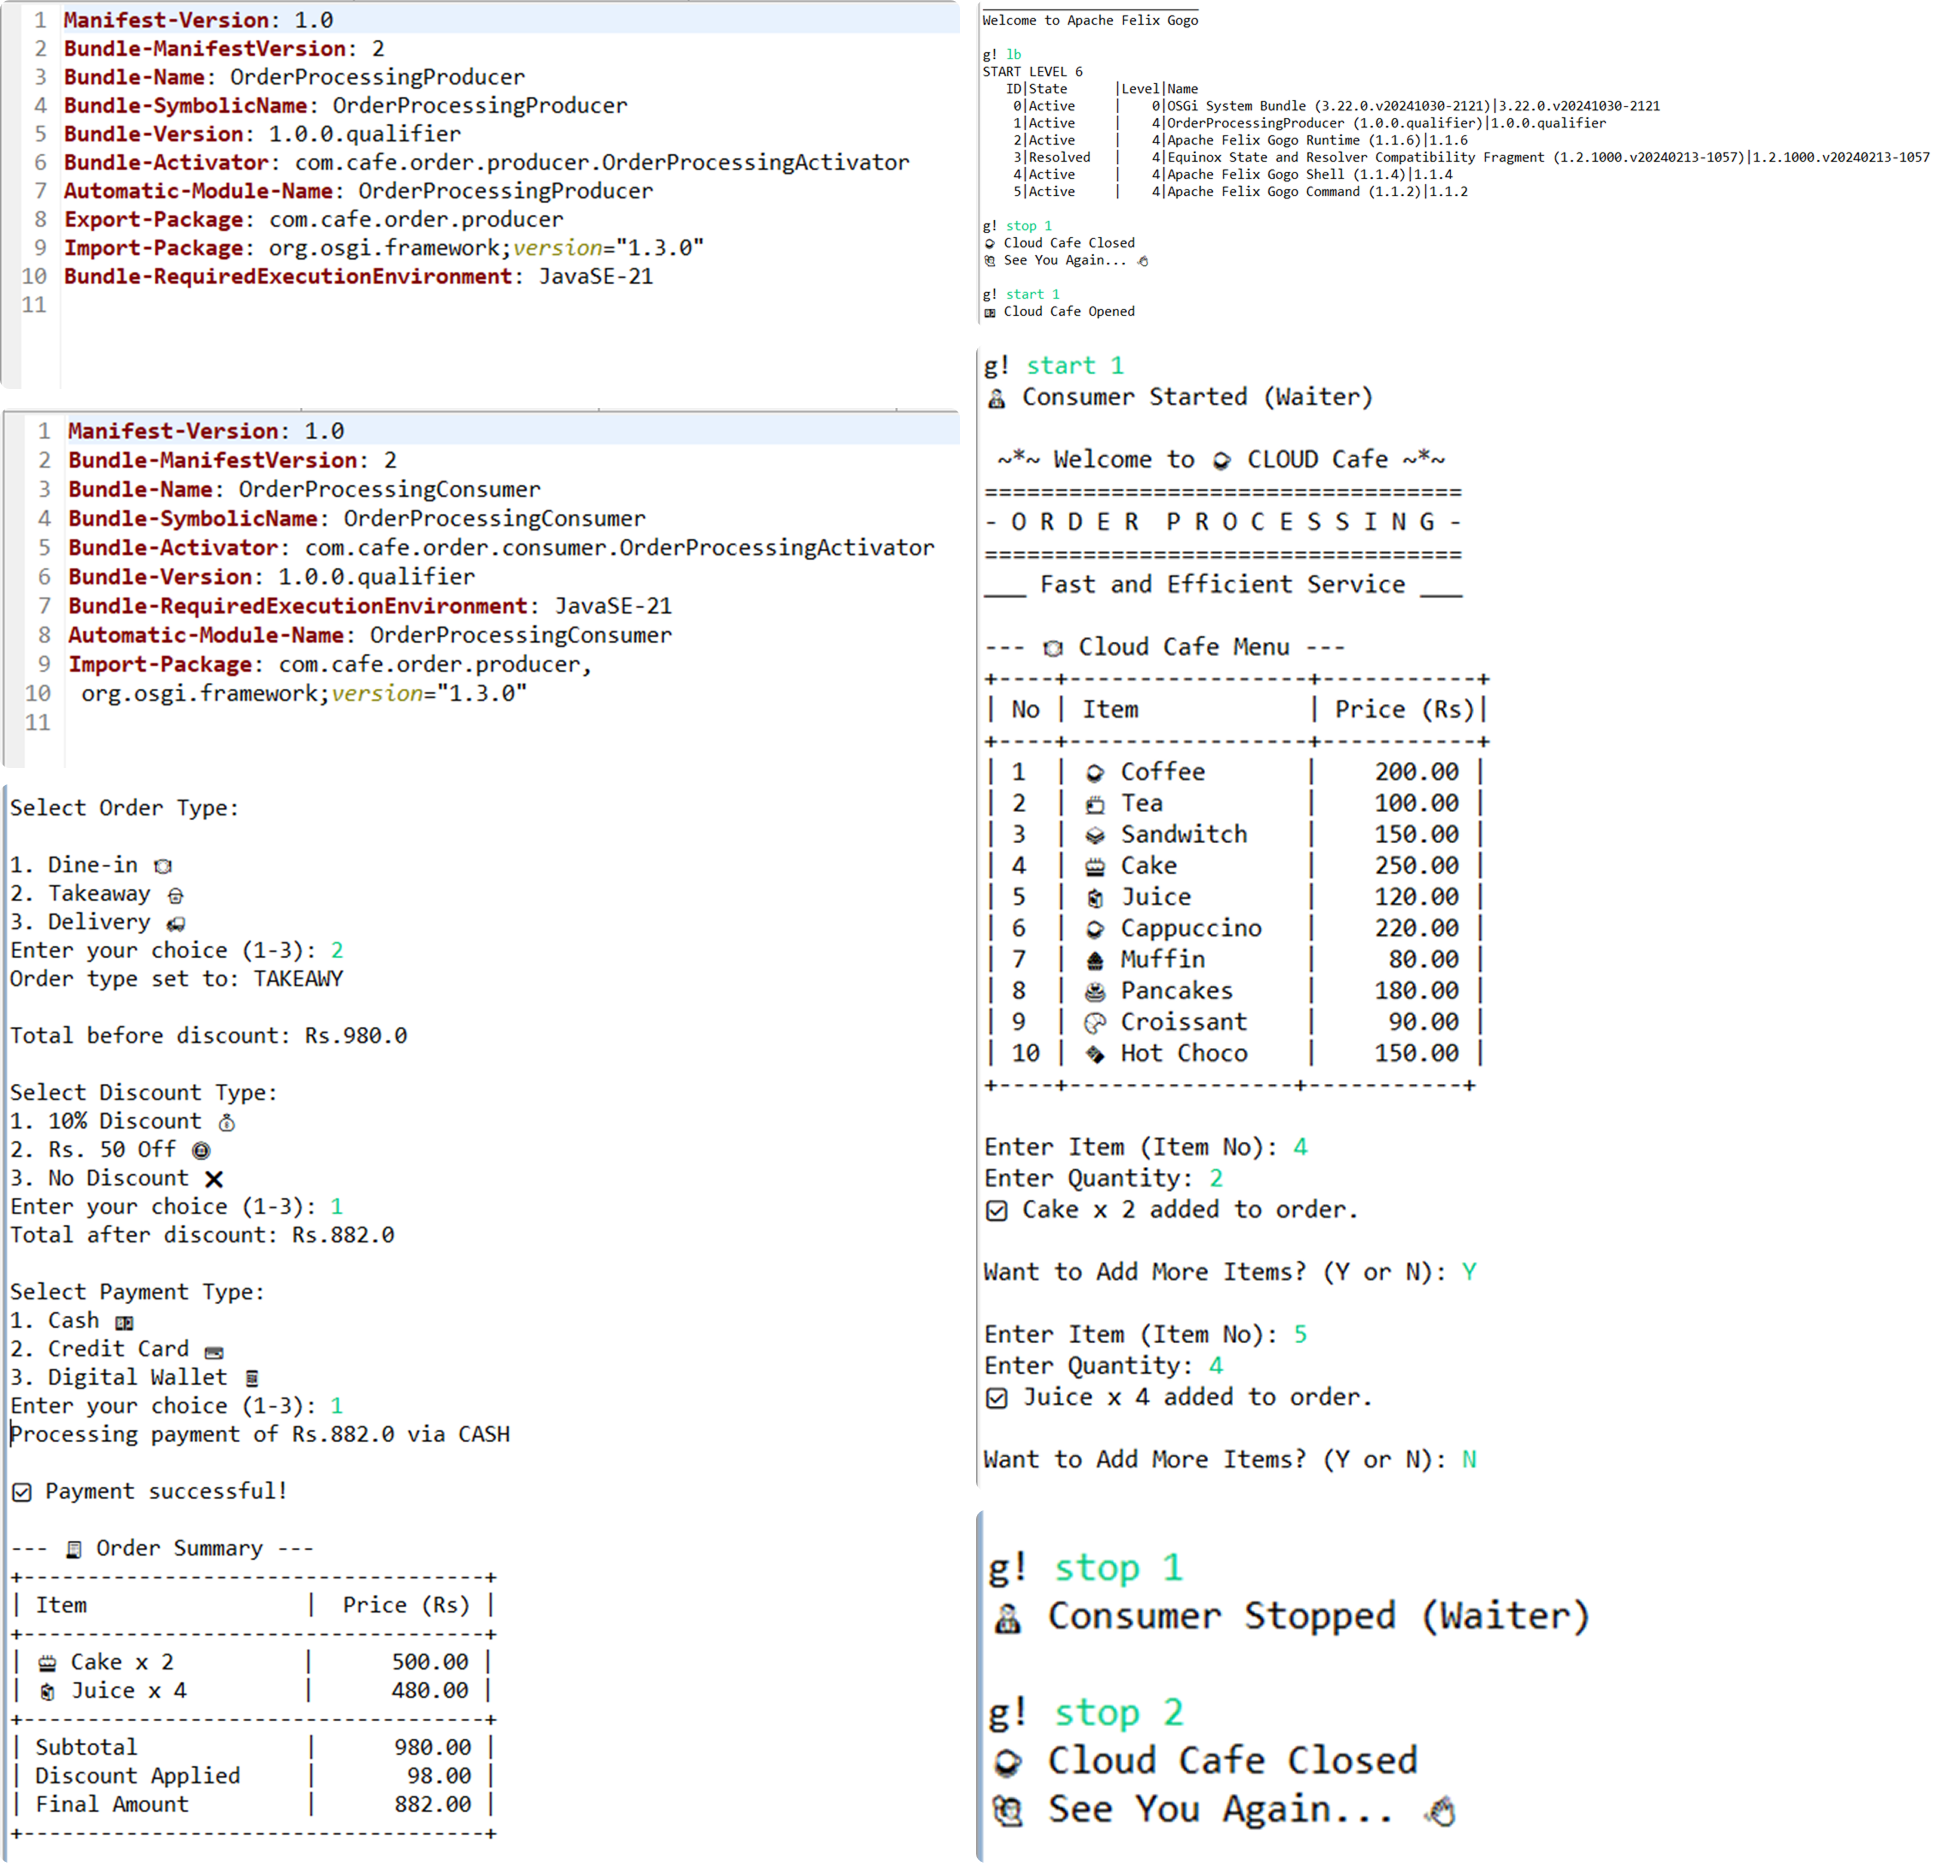 1 Manifest-Version: 1.0
2 Bundle-ManifestVersion: 2
3 Bundle-Name: OrderProcessingProducer
4 Bundle-SymbolicName: OrderProcessingProducer
5 Bundle-Version: 1.0.0.qualifier
6 Bundle-Activator: com.cafe.order.producer.OrderProcessingActivator
7 Automatic-Module-Name: OrderProcessingProducer
8 Export-Package: com.cafe.order.producer
9 Import-Package: org.osgi.framework;version="1.3.0"
10 Bundle-RequiredExecutionEnvironment: JavaSE-21
11
1 Manifest-Version: 1.0
2 Bundle-ManifestVersion: 2
3 Bundle-Name: OrderProcessingConsumer
4 Bundle-SymbolicName: OrderProcessingConsumer
5 Bundle-Activator: com.cafe.order.consumer.OrderProcessingActivator
6 Bundle-Version: 1.0.0.qualifier
7 Bundle-RequiredExecutionEnvironment: JavaSE-21
8 Automatic-Module-Name: OrderProcessingConsumer
9 Import-Package: com.cafe.order.producer,
10 org.osgi.framework;version="1.3.0"
11
Select Order Type:
1. Dine-in
2. Takeaway
3. Delivery
Enter your choice (1-3): 2
Order type set to: TAKEAWY
Total before discount: Rs.980.0
Select Discount Type:
1. 10% Discount
2. Rs. 50 Off
3. No Discount ❌
Enter your choice (1-3): 1
Total after discount: Rs.882.0
Select Payment Type:
1. Cash
2. Credit Card
3. Digital Wallet
Enter your choice (1-3): 1
Processing payment of Rs.882.0 via CASH
☑ Payment successful!
--- Order Summary ---
+------------------------------------+
| Item | Price (Rs) |
+------------------------------------+
| Cake x 2 | 500.00 |
| Juice x 4 | 480.00 |
+------------------------------------+
| Subtotal | 980.00 |
| Discount Applied | 98.00 |
| Final Amount | 882.00 |
+------------------------------------+
Welcome to Apache Felix Gogo
g! lb
START LEVEL 6
ID|State |Level|Name
0|Active | 0|OSGi System Bundle (3.22.0.v20241030-2121)|3.22.0.v20241030-2121
1|Active | 4|OrderProcessingProducer (1.0.0.qualifier)|1.0.0.qualifier
2|Active | 4|Apache Felix Gogo Runtime (1.1.6)|1.1.6
3|Resolved | 4|Equinox State and Resolver Compatibility Fragment (1.2.1000.v20240213-1057)|1.2.1000.v20240213-1057
4|Active | 4|Apache Felix Gogo Shell (1.1.4)|1.1.4
5|Active | 4|Apache Felix Gogo Command (1.1.2)|1.1.2
g! stop 1
Cloud Cafe Closed
See You Again...
g! start 1
Cloud Cafe Opened
g! start 1
Consumer Started (Waiter)
~*~ Welcome to CLOUD Cafe ~*~
==================================
- O R D E R  P R O C E S S I N G -
==================================
___ Fast and Efficient Service ___
--- Cloud Cafe Menu ---
+----+-----------------+-----------+
| No | Item | Price (Rs)|
+----+-----------------+-----------+
| 1 | Coffee | 200.00 |
| 2 | Tea | 100.00 |
| 3 | Sandwitch | 150.00 |
| 4 | Cake | 250.00 |
| 5 | Juice | 120.00 |
| 6 | Cappuccino | 220.00 |
| 7 | Muffin | 80.00 |
| 8 | Pancakes | 180.00 |
| 9 | Croissant | 90.00 |
| 10 | Hot Choco | 150.00 |
+----+----------------+-----------+
Enter Item (Item No): 4
Enter Quantity: 2
☑ Cake x 2 added to order.
Want to Add More Items? (Y or N): Y
Enter Item (Item No): 5
Enter Quantity: 4
☑ Juice x 4 added to order.
Want to Add More Items? (Y or N): N
g! stop 1
Consumer Stopped (Waiter)
g! stop 2
Cloud Cafe Closed
See You Again...